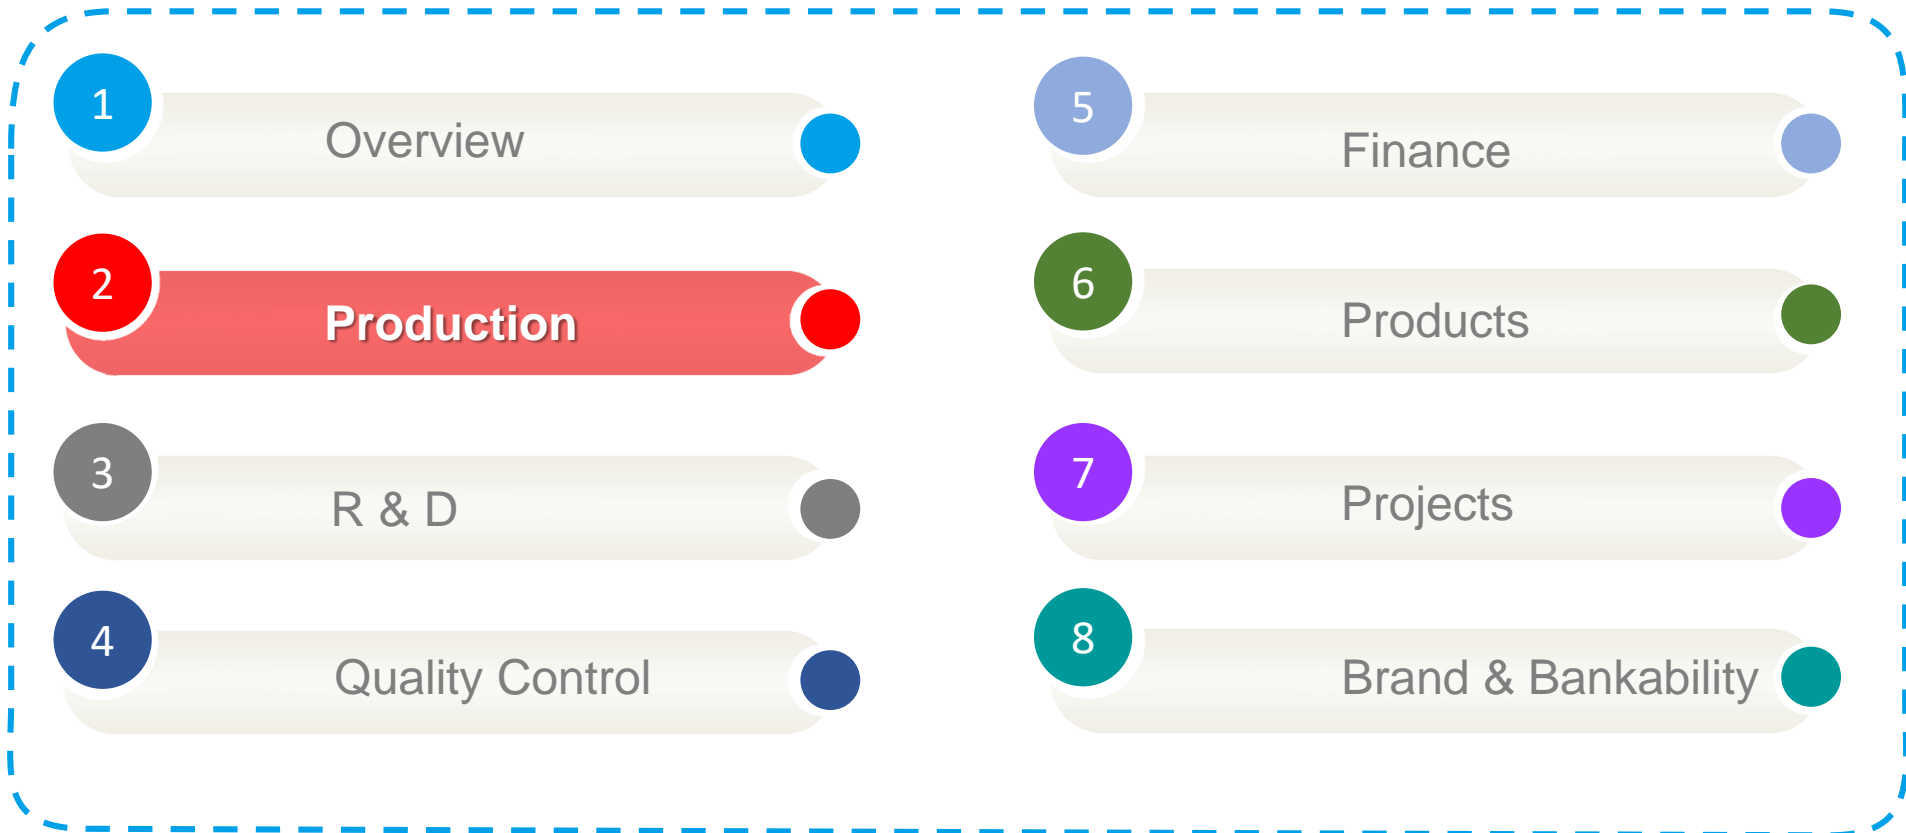 1
Overview
2
Production
3
R & D
4
Quality Control
5
Finance
6
Products
7
Projects
8
Brand & Bankability